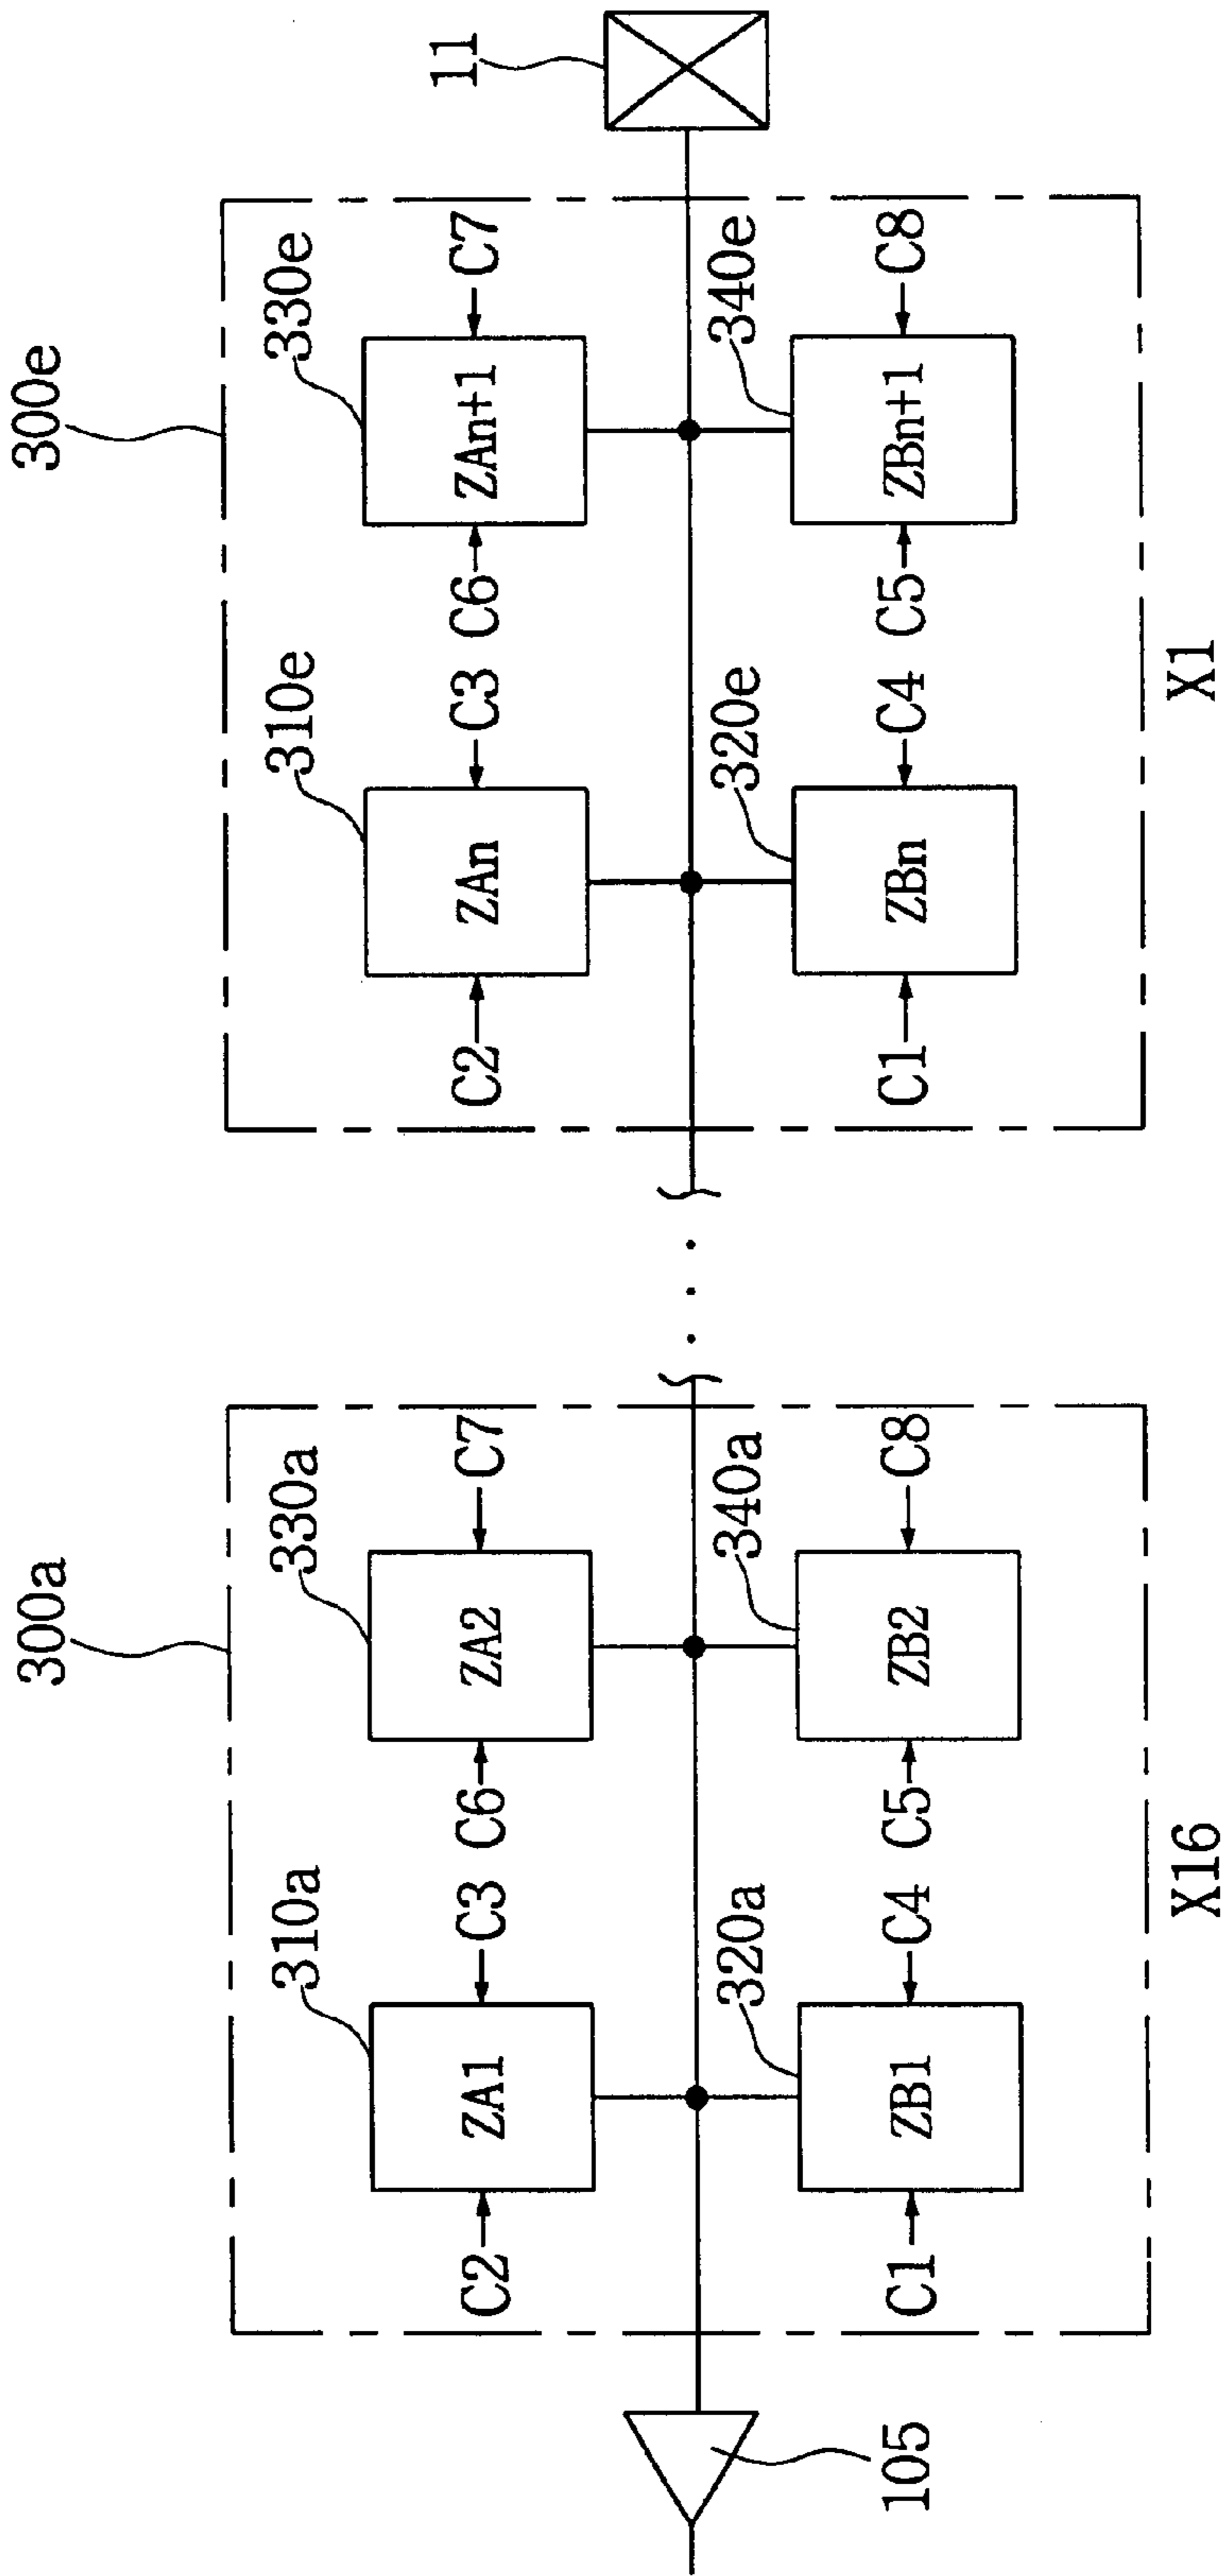 300a
300e
310a
330a
310e
330e
11
C2
ZA1
C3
C6
ZA2
C7
C2
ZAn
C3
C6
ZAn+1
C7
320a
340a
320e
340e
105
C1
ZB1
C4
C5
ZB2
C8
C1
ZBn
C4
C5
ZBn+1
C8
X16
X1